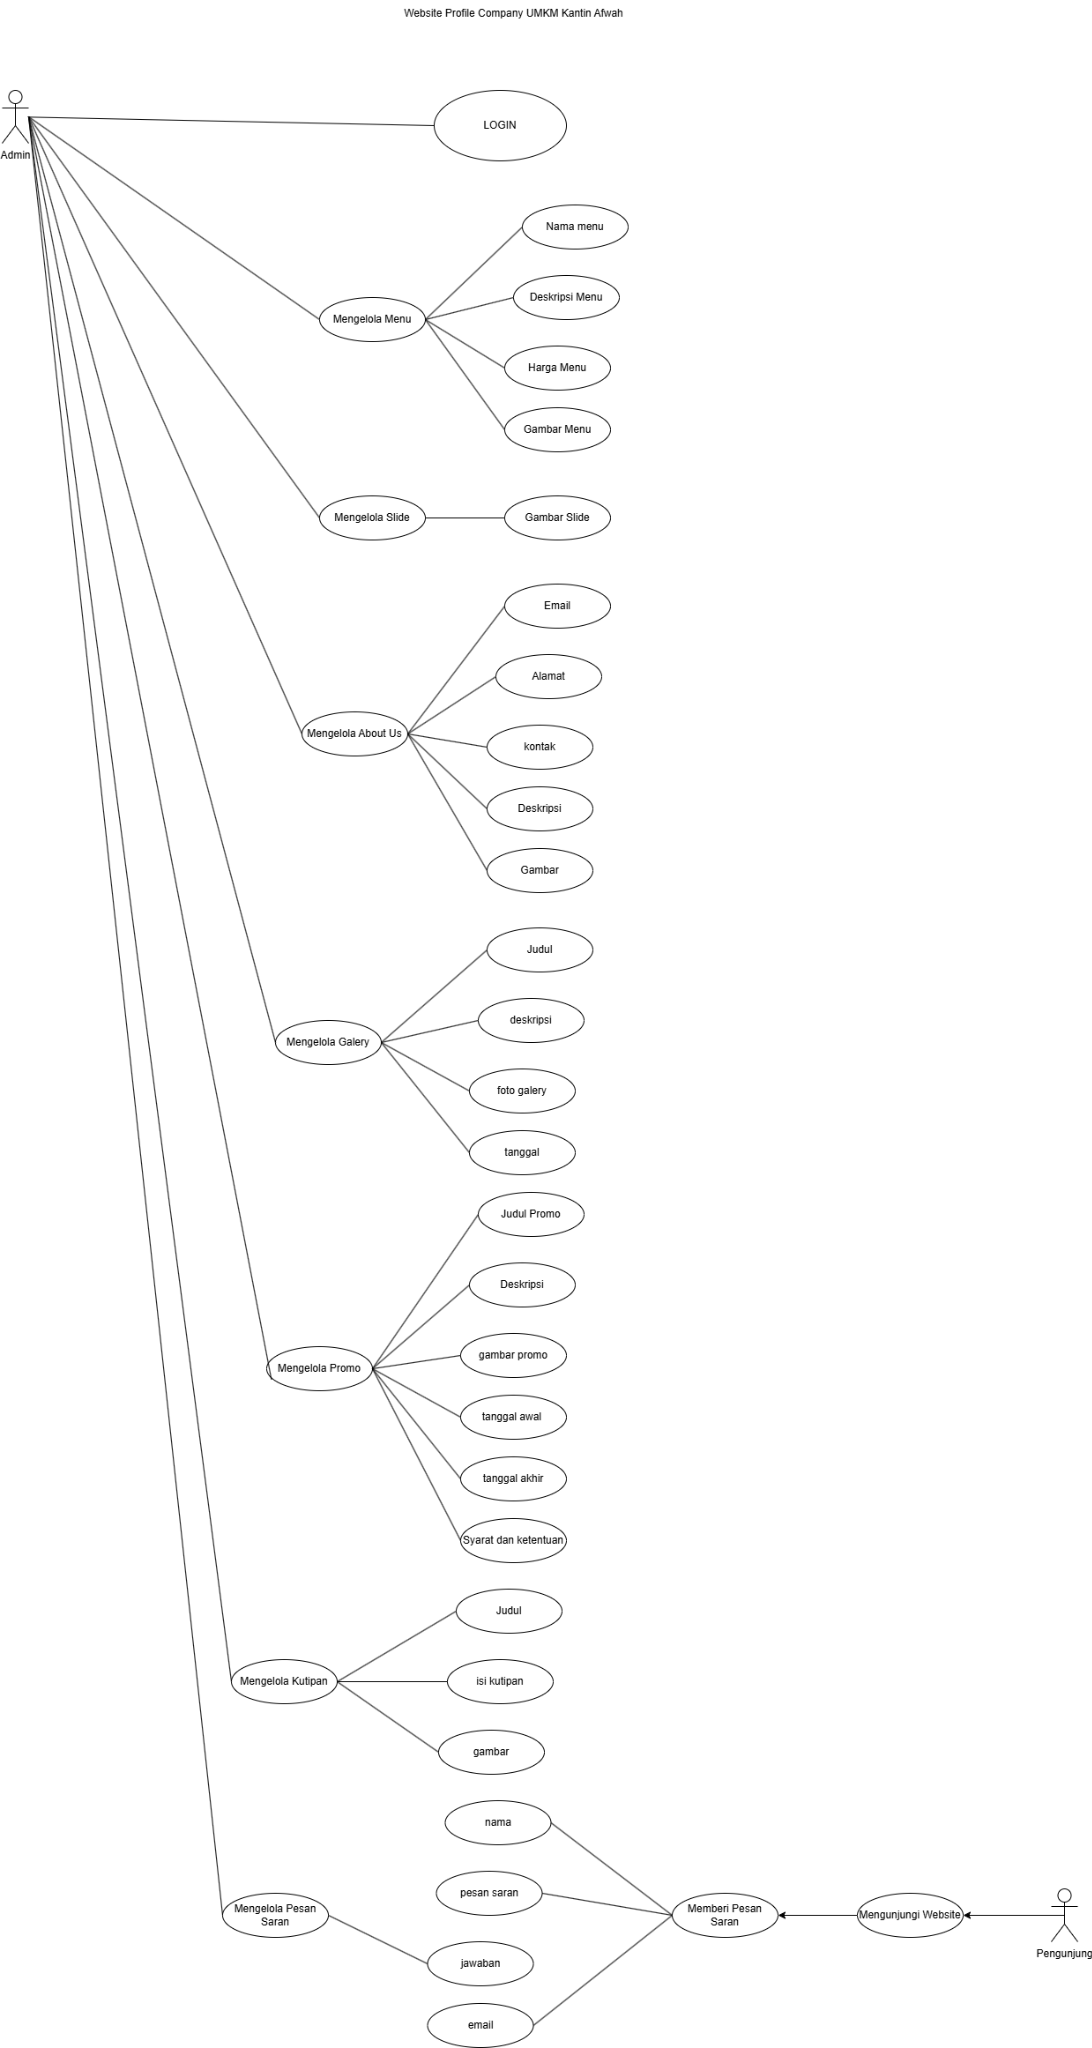 Website Profile Company UMKM Kantin Afwah
Admin
LOGIN
Nama menu
Deskripsi Menu
Mengelola Menu
Harga Menu
Gambar Menu
Mengelola Slide
Gambar Slide
Email
Alamat
Mengelola About Us
kontak
Deskripsi
Gambar
Judul
deskripsi
Mengelola Galery
foto galery
tanggal
Judul Promo
Deskripsi
gambar promo
Mengelola Promo
tanggal awal
tanggal akhir
Syarat dan ketentuan
Judul
Mengelola Kutipan
isi kutipan
gambar
nama
pesan saran
Mengelola Pesan
Saran
Memberi Pesan
Saran
Mengunjungi Website
Pengunjung
jawaban
email